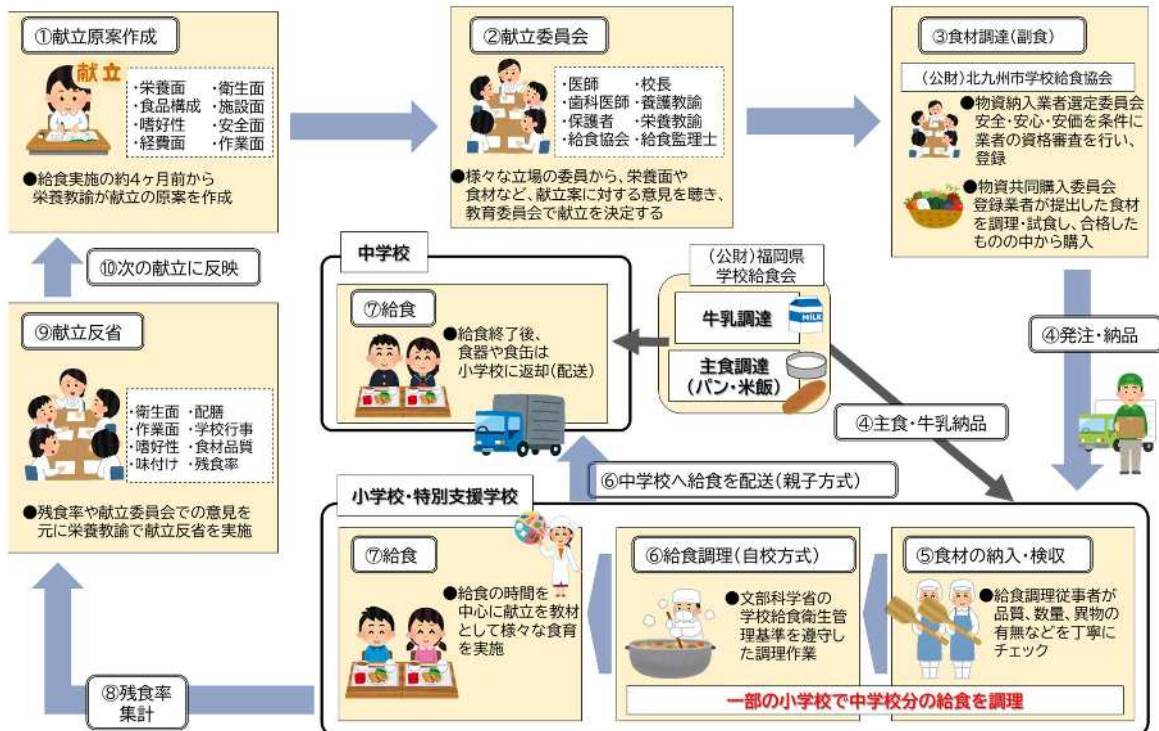 ①献立原案作成
献立
・栄養面
・食品構成
・嗜好性
・経費面
・衛生面
・施設面
・安全面
・作業面
●給食実施の約4ヶ月前から
栄養教諭が献立の原案を作成
②献立委員会
・医師
・歯科医師
・保護者
・給食協会
・校長
・養護教諭
・栄養教諭
・給食監理士
●様々な立場の委員から、栄養面や
食材など、献立案に対する意見を聴き、
教育委員会で献立を決定する
③食材調達(副食)
(公財)北九州市学校給食協会
●物資納入業者選定委員会
安全・安心・安価を条件に
業者の資格審査を行い、
登録
●物資共同購入委員会
登録業者が提出した食材
を調理・試食し、合格した
ものの中から購入
④発注・納品
(公財)福岡県
学校給食会
牛乳調達
MILK
主食調達
(パン・米飯)
④主食・牛乳納品
中学校
⑦給食
●給食終了後、
食器や食缶は
小学校に返却(配送)
⑥中学校へ給食を配送(親子方式)
小学校・特別支援学校
⑤食材の納入・検収
●給食調理従事者が
品質、数量、異物の
有無などを丁寧に
チェック
⑥給食調理(自校方式)
●文部科学省の
学校給食衛生管
理基準を遵守し
た調理作業
一部の小学校で中学校分の給食を調理
⑦給食
●給食の時間を
中心に献立を教材
として様々な食育
を実施
⑧残食率
集計
⑨献立反省
・衛生面
・作業面
・嗜好性
・味付け
・配膳
・学校行事
・食材品質
・残食率
●残食率や献立委員会での意見を
元に栄養教諭で献立反省を実施
⑩次の献立に反映